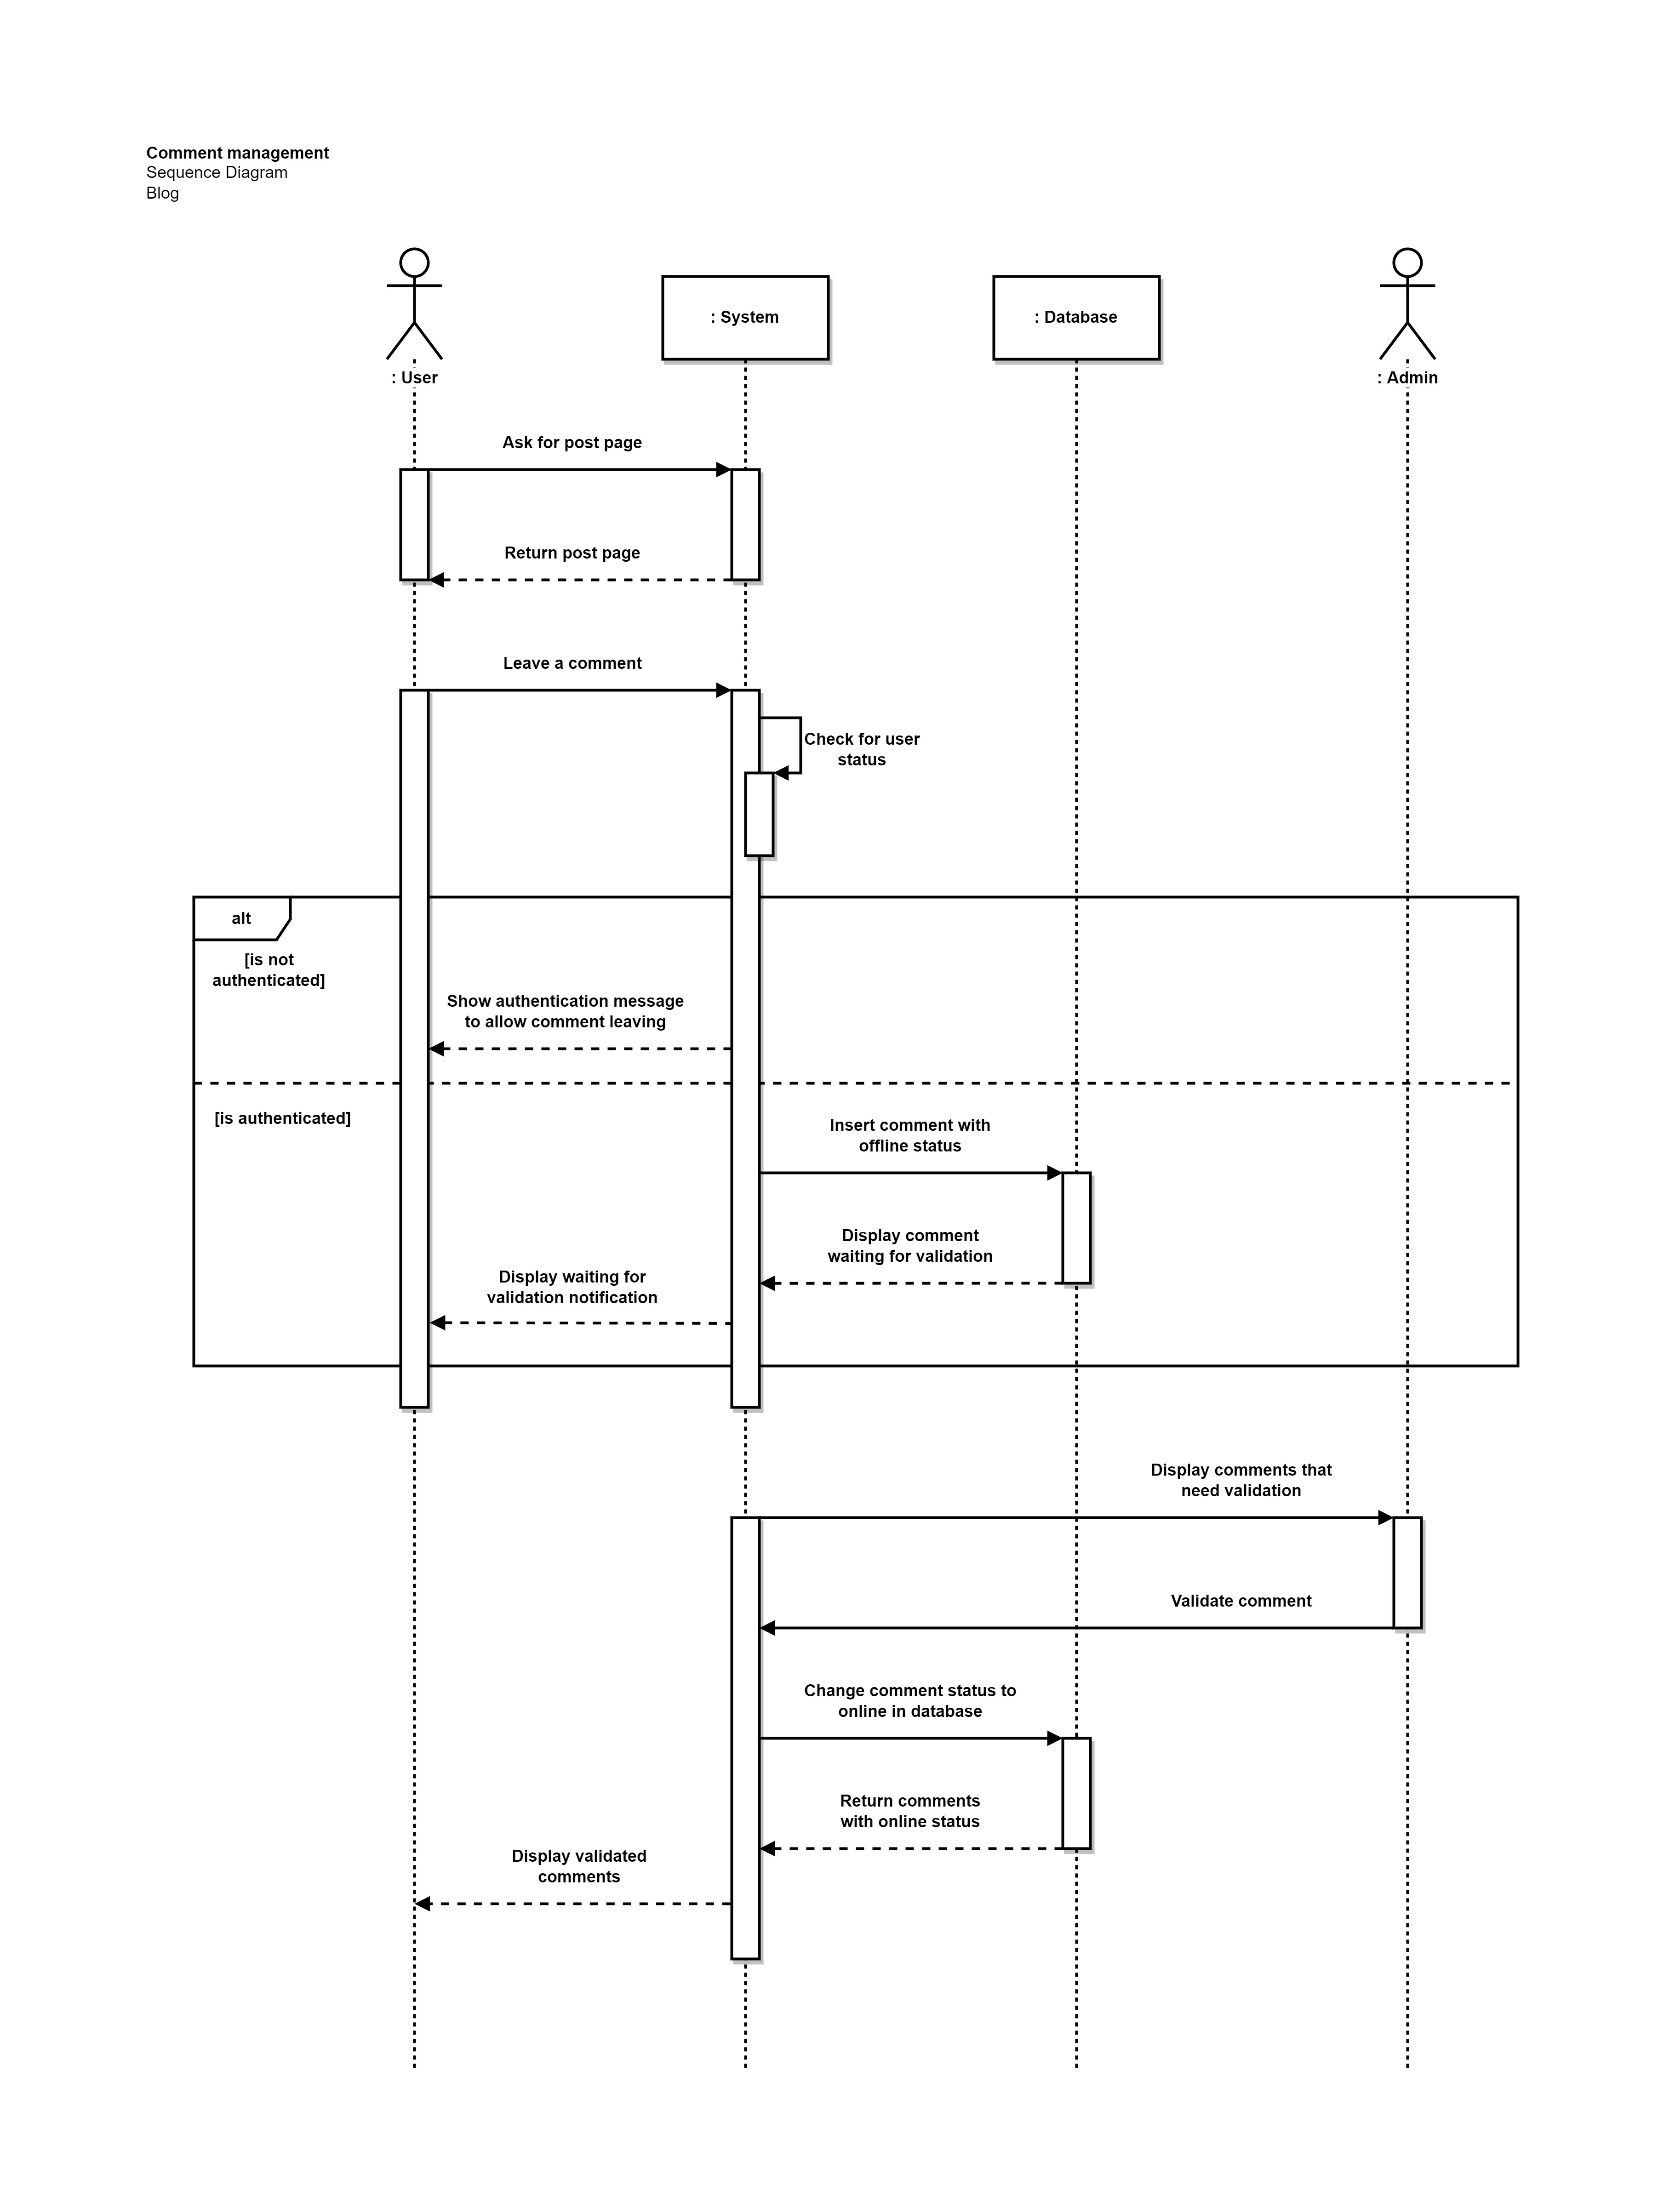 Comment management
Sequence Diagram
Blog
: User
: System
: Database
: Admin
Ask for post page
Return post page
Leave a comment
Check for user
status
alt
[is not
authenticated]
Show authentication message
to allow comment leaving
[is authenticated]
Insert comment with
offline status
Display comment
waiting for validation
Display waiting for
validation notification
Display comments that
need validation
Validate comment
Change comment status to
online in database
Return comments
with online status
Display validated
comments